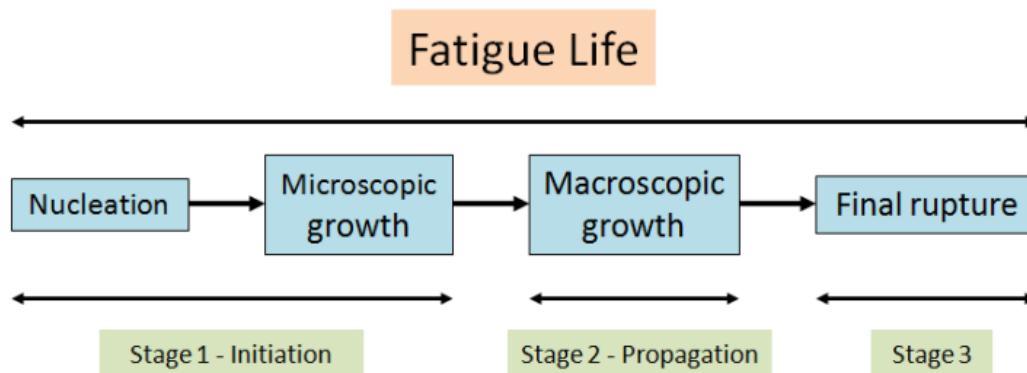 Fatigue Life
Nucleation
Microscopic
growth
Macroscopic
growth
Final rupture
Stage 1 - Initiation
Stage 2 - Propagation
Stage 3